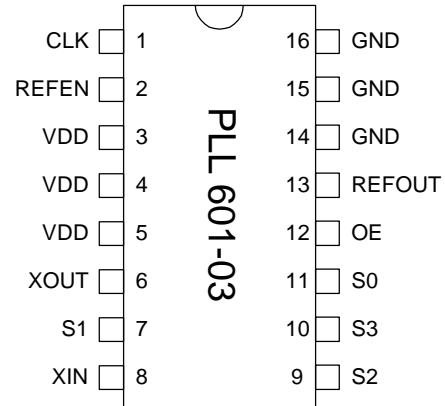 CLK 1 16 GND
REFEN 2 15 GND
VDD 3 14 GND
VDD 4 13 REFOUT
VDD 5 12 OE
XOUT 6 11 S0
S1 7 10 S3
XIN 8 9 S2
PLL 601-03